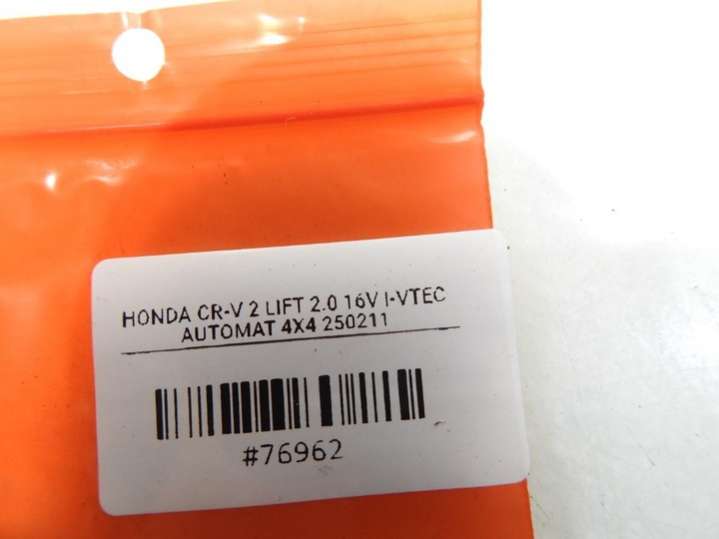 HONDA CR-V 2 LIFT 2.0 16V I-VTEC
AUTOMAT 4X4 250211
#76962